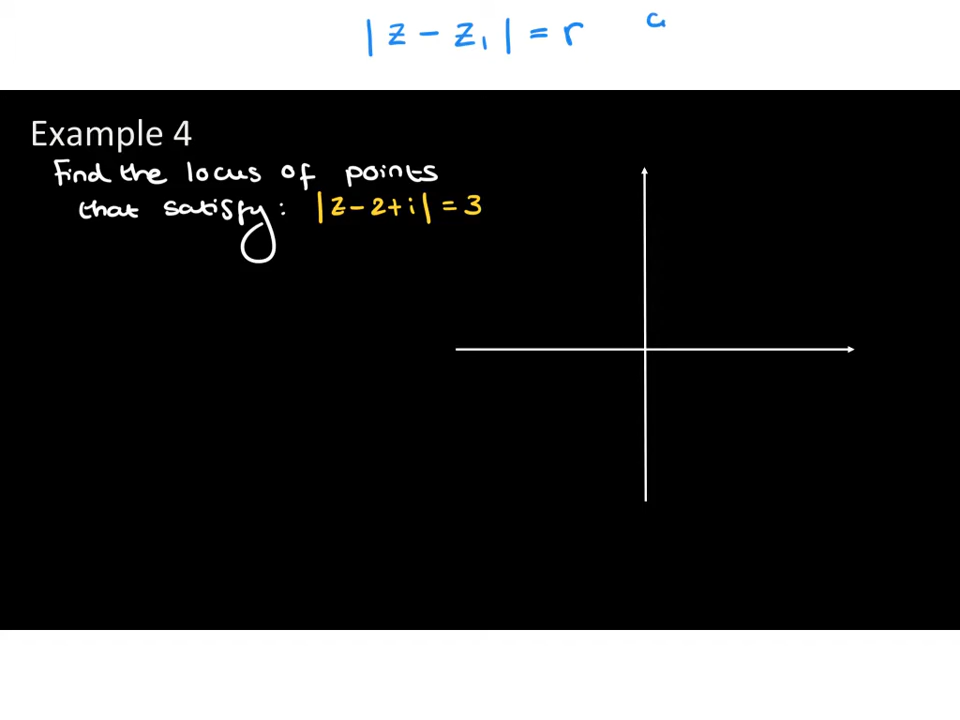 |z - z₁| = r
Example 4
Find the locus of points
that satisfy: |z - 2 + i| = 3